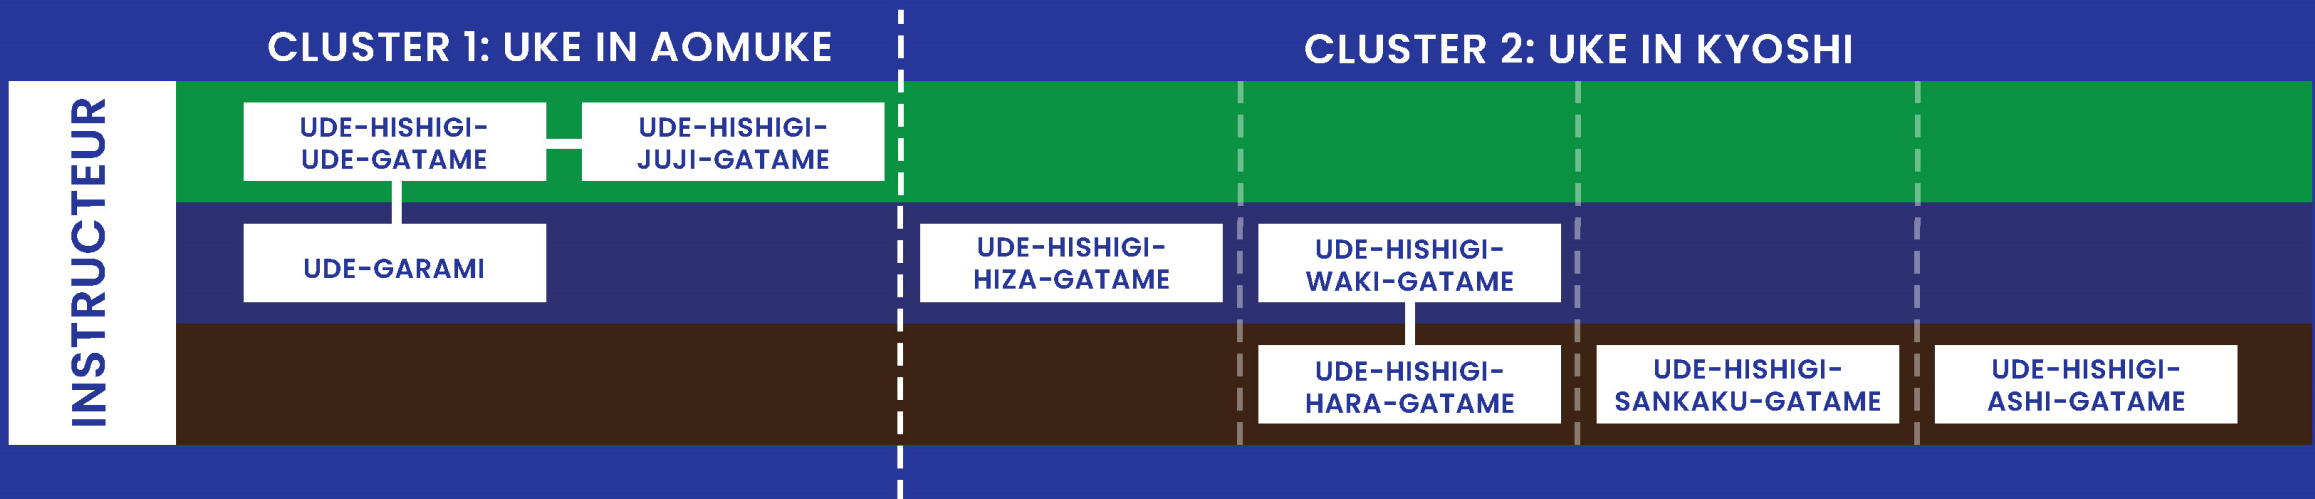 CLUSTER 1: UKE IN AOMUKE
CLUSTER 2: UKE IN KYOSHI
INSTRUCTEUR
UDE-HISHIGI-
UDE-GATAME
UDE-HISHIGI-
JUJI-GATAME
UDE-GARAMI
UDE-HISHIGI-
HIZA-GATAME
UDE-HISHIGI-
WAKI-GATAME
UDE-HISHIGI-
HARA-GATAME
UDE-HISHIGI-
SANKAKU-GATAME
UDE-HISHIGI-
ASHI-GATAME